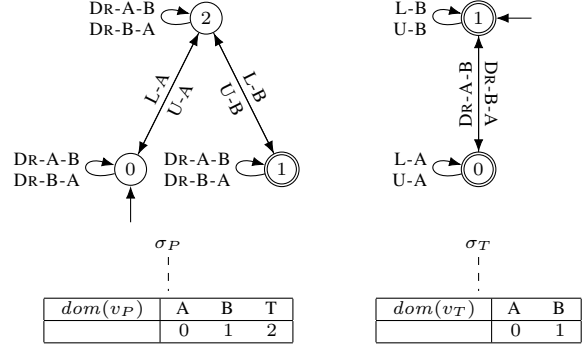 DR-A-B
DR-B-A
2
L-A
U-A
L-B
U-B
DR-A-B
DR-B-A
0
DR-A-B
DR-B-A
1
σ_P
dom(v_P) A B T
0 1 2
L-B
U-B
1
DR-A-B
DR-B-A
L-A
U-A
0
σ_T
dom(v_T) A B
0 1